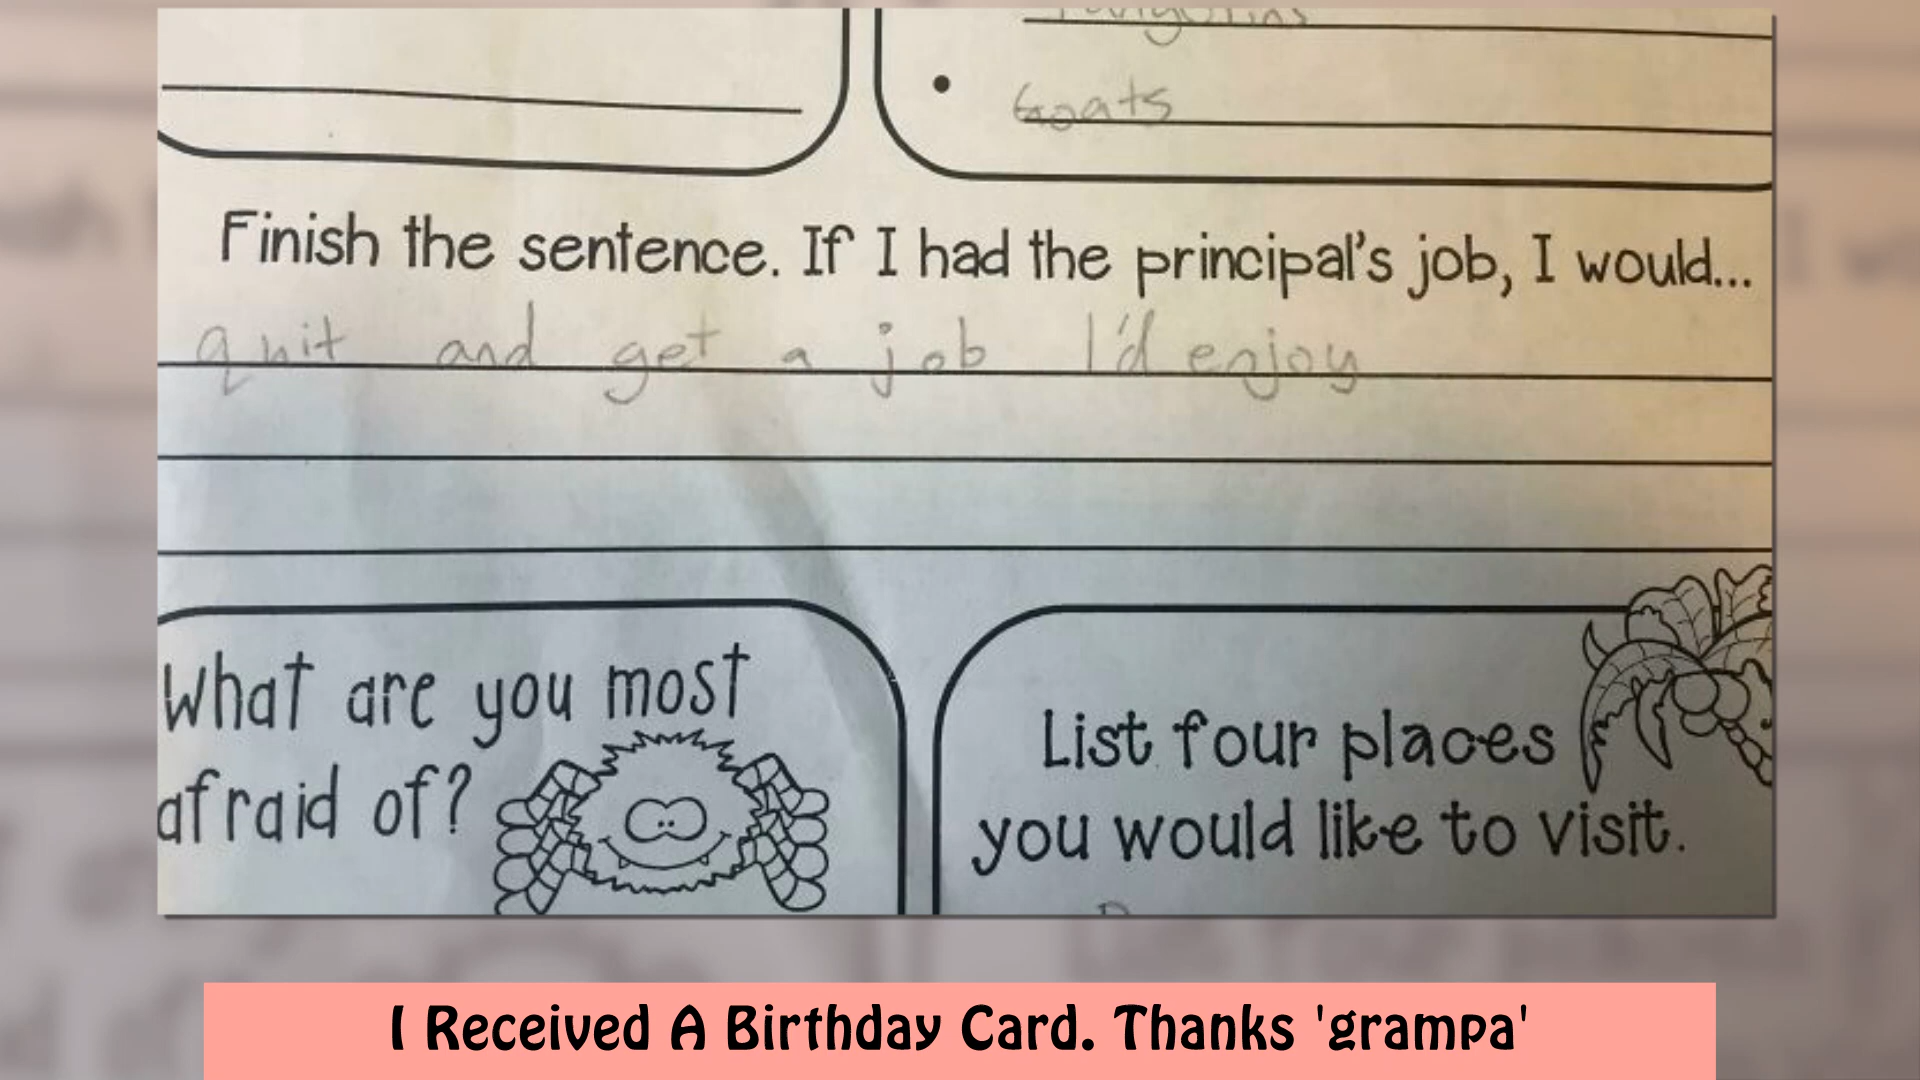 Goats
Finish the sentence. If I had the principal's job, I would...
quit and get a job I'd enjoy
What are you most
afraid of?
List four places
you would like to visit.
I Received A Birthday Card. Thanks 'grampa'